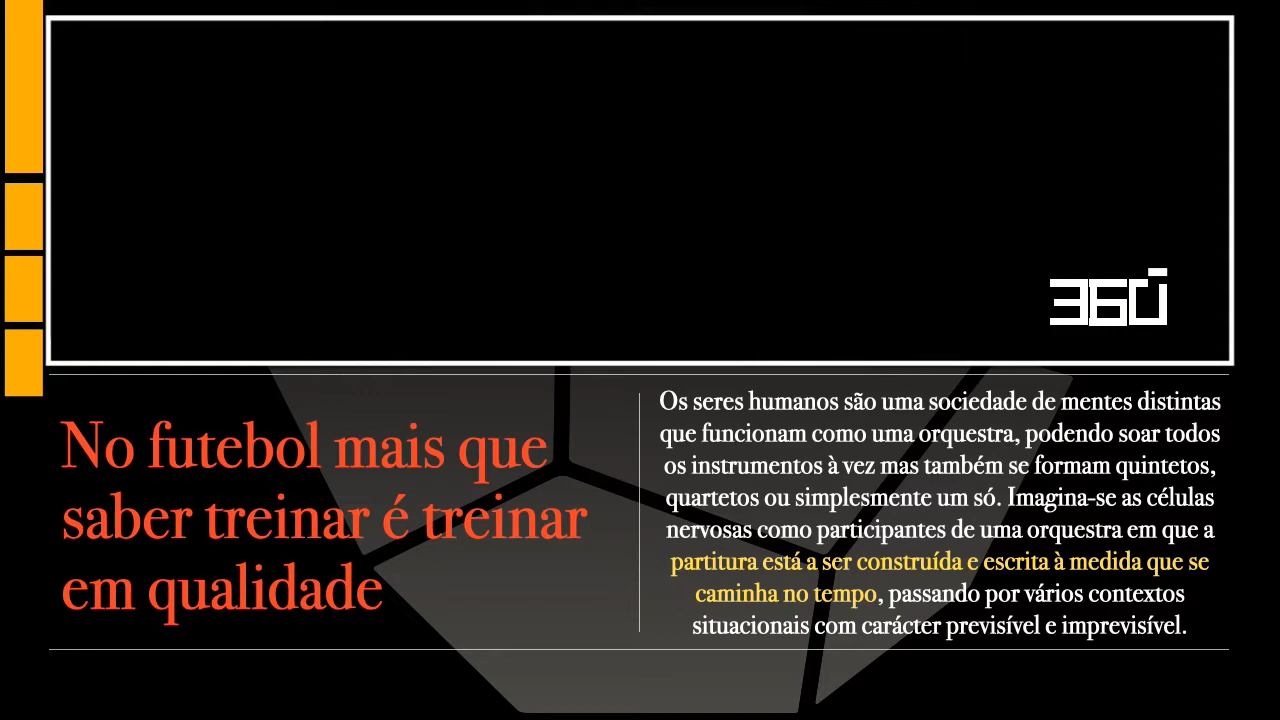 360
No futebol mais que
saber treinar é treinar
em qualidade
Os seres humanos são uma sociedade de mentes distintas
que funcionam como uma orquestra, podendo soar todos
os instrumentos à vez mas também se formam quintetos,
quartetos ou simplesmente um só. Imagina-se as células
nervosas como participantes de uma orquestra em que a
partitura está a ser construída e escrita à medida que se
caminha no tempo, passando por vários contextos
situacionais com carácter previsível e imprevisível.